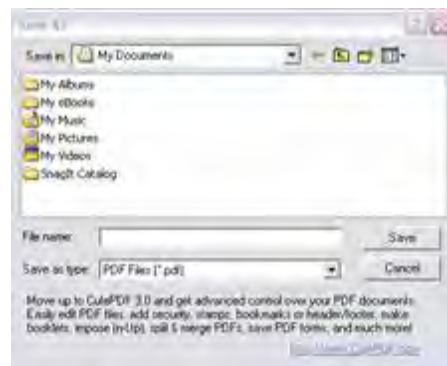 Save As
Save in: My Documents
My Albums
My eBooks
My Music
My Pictures
My Videos
SnagIt Catalog
File name: Save
Save as type: PDF Files (*.pdf) Cancel
Move up to CutePDF 3.0 and get advanced control over your PDF documents.
Easily edit PDF files, add security, stamps, bookmarks or header/footer, make
booklets, impose (n-Up), split & merge PDFs, save PDF forms, and much more!